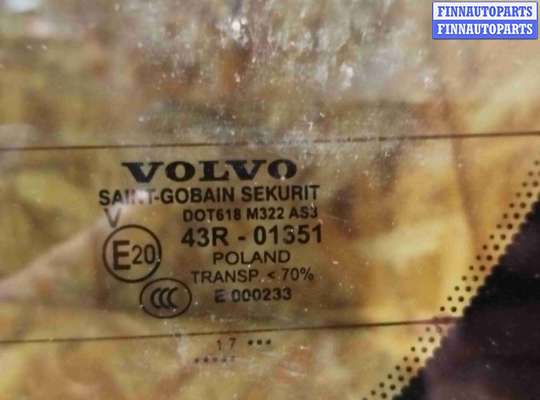 FINNAUTOPARTS
FINNAUTOPARTS
VOLVO
SAINT-GOBAIN SEKURIT
V DOT618 M322 AS3
E20 43R - 01351
POLAND
TRANSP. < 70%
CCC E 000233
17 •••
•••••